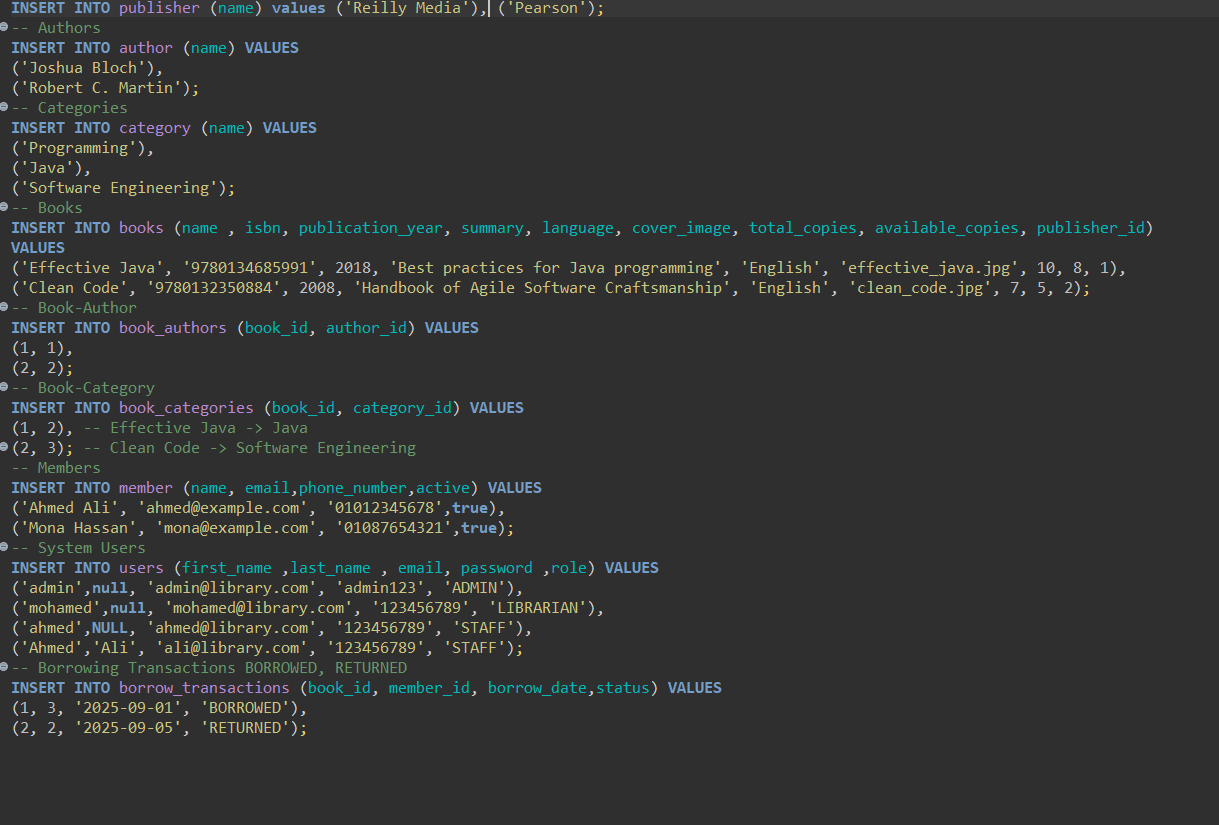 INSERT INTO publisher (name) values ('Reilly Media'), ('Pearson');
-- Authors
INSERT INTO author (name) VALUES
('Joshua Bloch'),
('Robert C. Martin');
-- Categories
INSERT INTO category (name) VALUES
('Programming'),
('Java'),
('Software Engineering');
-- Books
INSERT INTO books (name , isbn, publication_year, summary, language, cover_image, total_copies, available_copies, publisher_id)
VALUES
('Effective Java', '9780134685991', 2018, 'Best practices for Java programming', 'English', 'effective_java.jpg', 10, 8, 1),
('Clean Code', '9780132350884', 2008, 'Handbook of Agile Software Craftsmanship', 'English', 'clean_code.jpg', 7, 5, 2);
-- Book-Author
INSERT INTO book_authors (book_id, author_id) VALUES
(1, 1),
(2, 2);
-- Book-Category
INSERT INTO book_categories (book_id, category_id) VALUES
(1, 2), -- Effective Java -> Java
(2, 3); -- Clean Code -> Software Engineering
-- Members
INSERT INTO member (name, email,phone_number,active) VALUES
('Ahmed Ali', 'ahmed@example.com', '01012345678',true),
('Mona Hassan', 'mona@example.com', '01087654321',true);
-- System Users
INSERT INTO users (first_name ,last_name , email, password ,role) VALUES
('admin',null, 'admin@library.com', 'admin123', 'ADMIN'),
('mohamed',null, 'mohamed@library.com', '123456789', 'LIBRARIAN'),
('ahmed',NULL, 'ahmed@library.com', '123456789', 'STAFF'),
('Ahmed','Ali', 'ali@library.com', '123456789', 'STAFF');
-- Borrowing Transactions BORROWED, RETURNED
INSERT INTO borrow_transactions (book_id, member_id, borrow_date,status) VALUES
(1, 3, '2025-09-01', 'BORROWED'),
(2, 2, '2025-09-05', 'RETURNED');